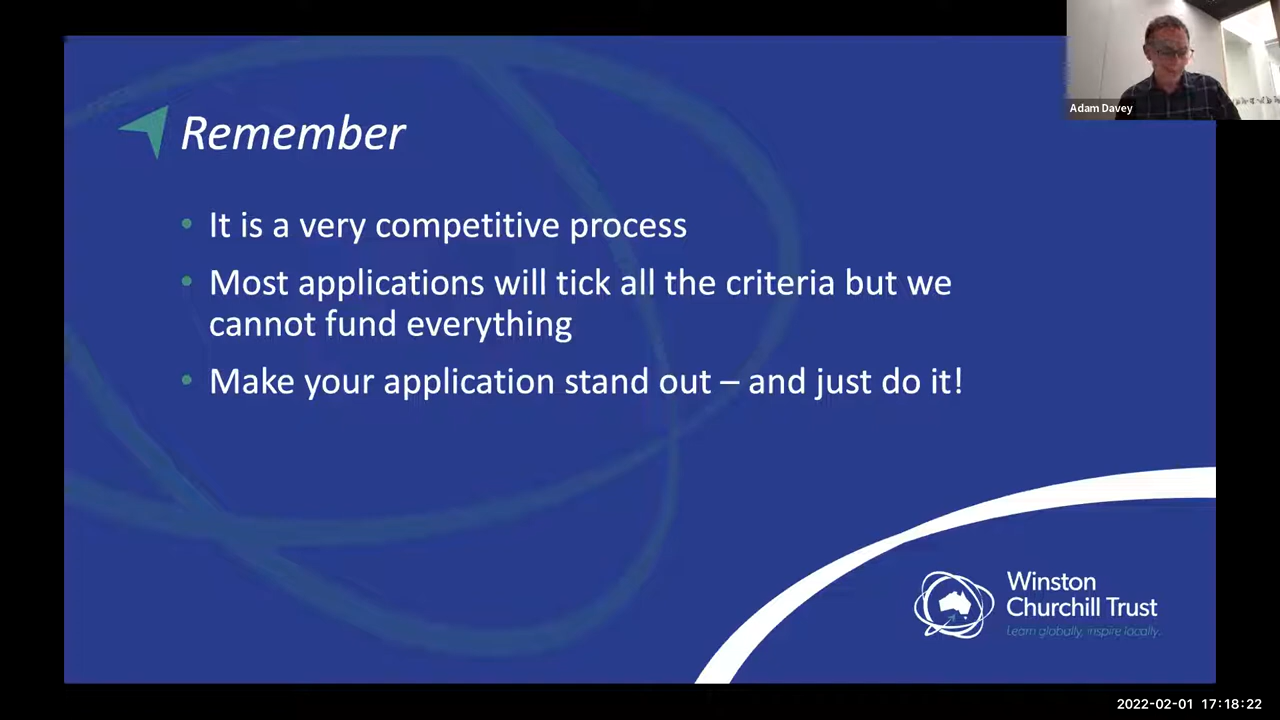 Adam Davey
Remember
• It is a very competitive process
• Most applications will tick all the criteria but we
cannot fund everything
• Make your application stand out – and just do it!
Winston
Churchill Trust
Learn globally, inspire locally.
2022-02-01 17:18:22